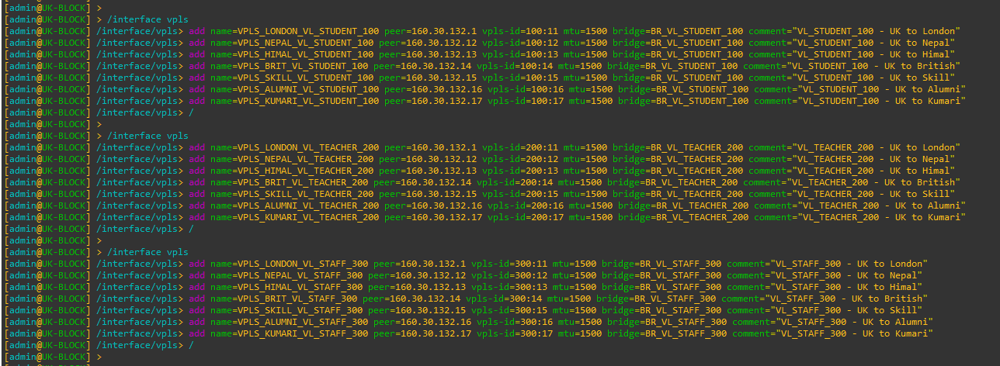 [admin@UK-BLOCK] >
[admin@UK-BLOCK] > /interface vpls
[admin@UK-BLOCK] /interface/vpls> add name=VPLS_LONDON_VL_STUDENT_100 peer=160.30.132.1 vpls-id=100:11 mtu=1500 bridge=BR_VL_STUDENT_100 comment="VL_STUDENT_100 - UK to London"
[admin@UK-BLOCK] /interface/vpls> add name=VPLS_NEPAL_VL_STUDENT_100 peer=160.30.132.12 vpls-id=100:12 mtu=1500 bridge=BR_VL_STUDENT_100 comment="VL_STUDENT_100 - UK to Nepal"
[admin@UK-BLOCK] /interface/vpls> add name=VPLS_HIMAL_VL_STUDENT_100 peer=160.30.132.13 vpls-id=100:13 mtu=1500 bridge=BR_VL_STUDENT_100 comment="VL_STUDENT_100 - UK to Himal"
[admin@UK-BLOCK] /interface/vpls> add name=VPLS_BRIT_VL_STUDENT_100 peer=160.30.132.14 vpls-id=100:14 mtu=1500 bridge=BR_VL_STUDENT_100 comment="VL_STUDENT_100 - UK to British"
[admin@UK-BLOCK] /interface/vpls> add name=VPLS_SKILL_VL_STUDENT_100 peer=160.30.132.15 vpls-id=100:15 mtu=1500 bridge=BR_VL_STUDENT_100 comment="VL_STUDENT_100 - UK to Skill"
[admin@UK-BLOCK] /interface/vpls> add name=VPLS_ALUMNI_VL_STUDENT_100 peer=160.30.132.16 vpls-id=100:16 mtu=1500 bridge=BR_VL_STUDENT_100 comment="VL_STUDENT_100 - UK to Alumni"
[admin@UK-BLOCK] /interface/vpls> add name=VPLS_KUMARI_VL_STUDENT_100 peer=160.30.132.17 vpls-id=100:17 mtu=1500 bridge=BR_VL_STUDENT_100 comment="VL_STUDENT_100 - UK to Kumari"
[admin@UK-BLOCK] /interface/vpls> /
[admin@UK-BLOCK] >
[admin@UK-BLOCK] > /interface vpls
[admin@UK-BLOCK] /interface/vpls> add name=VPLS_LONDON_VL_TEACHER_200 peer=160.30.132.1 vpls-id=200:11 mtu=1500 bridge=BR_VL_TEACHER_200 comment="VL_TEACHER_200 - UK to London"
[admin@UK-BLOCK] /interface/vpls> add name=VPLS_NEPAL_VL_TEACHER_200 peer=160.30.132.12 vpls-id=200:12 mtu=1500 bridge=BR_VL_TEACHER_200 comment="VL_TEACHER_200 - UK to Nepal"
[admin@UK-BLOCK] /interface/vpls> add name=VPLS_HIMAL_VL_TEACHER_200 peer=160.30.132.13 vpls-id=200:13 mtu=1500 bridge=BR_VL_TEACHER_200 comment="VL_TEACHER_200 - UK to Himal"
[admin@UK-BLOCK] /interface/vpls> add name=VPLS_BRIT_VL_TEACHER_200 peer=160.30.132.14 vpls-id=200:14 mtu=1500 bridge=BR_VL_TEACHER_200 comment="VL_TEACHER_200 - UK to British"
[admin@UK-BLOCK] /interface/vpls> add name=VPLS_SKILL_VL_TEACHER_200 peer=160.30.132.15 vpls-id=200:15 mtu=1500 bridge=BR_VL_TEACHER_200 comment="VL_TEACHER_200 - UK to Skill"
[admin@UK-BLOCK] /interface/vpls> add name=VPLS_ALUMNI_VL_TEACHER_200 peer=160.30.132.16 vpls-id=200:16 mtu=1500 bridge=BR_VL_TEACHER_200 comment="VL_TEACHER_200 - UK to Alumni"
[admin@UK-BLOCK] /interface/vpls> add name=VPLS_KUMARI_VL_TEACHER_200 peer=160.30.132.17 vpls-id=200:17 mtu=1500 bridge=BR_VL_TEACHER_200 comment="VL_TEACHER_200 - UK to Kumari"
[admin@UK-BLOCK] /interface/vpls> /
[admin@UK-BLOCK] >
[admin@UK-BLOCK] > /interface vpls
[admin@UK-BLOCK] /interface/vpls> add name=VPLS_LONDON_VL_STAFF_300 peer=160.30.132.1 vpls-id=300:11 mtu=1500 bridge=BR_VL_STAFF_300 comment="VL_STAFF_300 - UK to London"
[admin@UK-BLOCK] /interface/vpls> add name=VPLS_NEPAL_VL_STAFF_300 peer=160.30.132.12 vpls-id=300:12 mtu=1500 bridge=BR_VL_STAFF_300 comment="VL_STAFF_300 - UK to Nepal"
[admin@UK-BLOCK] /interface/vpls> add name=VPLS_HIMAL_VL_STAFF_300 peer=160.30.132.13 vpls-id=300:13 mtu=1500 bridge=BR_VL_STAFF_300 comment="VL_STAFF_300 - UK to Himal"
[admin@UK-BLOCK] /interface/vpls> add name=VPLS_BRIT_VL_STAFF_300 peer=160.30.132.14 vpls-id=300:14 mtu=1500 bridge=BR_VL_STAFF_300 comment="VL_STAFF_300 - UK to British"
[admin@UK-BLOCK] /interface/vpls> add name=VPLS_SKILL_VL_STAFF_300 peer=160.30.132.15 vpls-id=300:15 mtu=1500 bridge=BR_VL_STAFF_300 comment="VL_STAFF_300 - UK to Skill"
[admin@UK-BLOCK] /interface/vpls> add name=VPLS_ALUMNI_VL_STAFF_300 peer=160.30.132.16 vpls-id=300:16 mtu=1500 bridge=BR_VL_STAFF_300 comment="VL_STAFF_300 - UK to Alumni"
[admin@UK-BLOCK] /interface/vpls> add name=VPLS_KUMARI_VL_STAFF_300 peer=160.30.132.17 vpls-id=300:17 mtu=1500 bridge=BR_VL_STAFF_300 comment="VL_STAFF_300 - UK to Kumari"
[admin@UK-BLOCK] /interface/vpls> /
[admin@UK-BLOCK] >